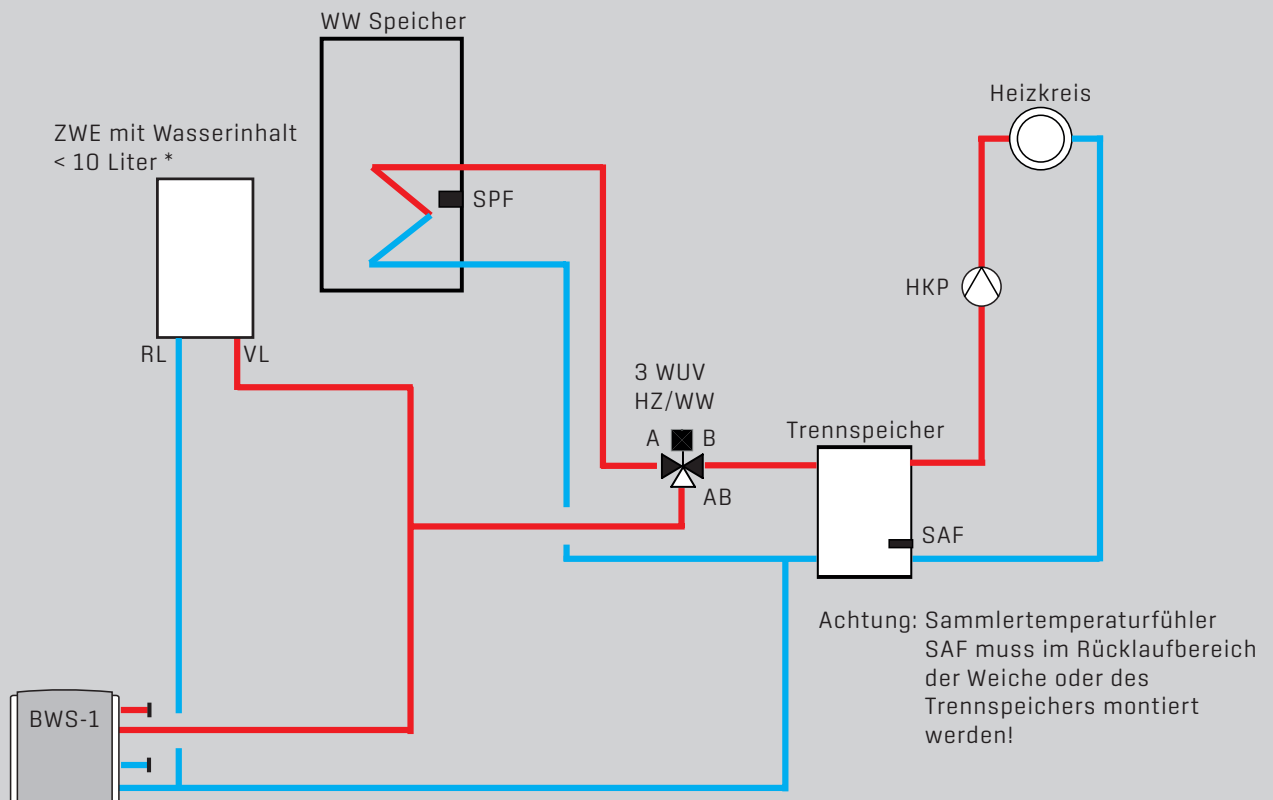 WW Speicher
ZWE mit Wasserinhalt
< 10 Liter *
SPF
Heizkreis
HKP
RL
VL
3 WUV
HZ/WW
A
B
AB
Trennspeicher
SAF
Achtung: Sammlertemperaturfühler
SAF muss im Rücklaufbereich
der Weiche oder des
Trennspeichers montiert
werden!
BWS-1